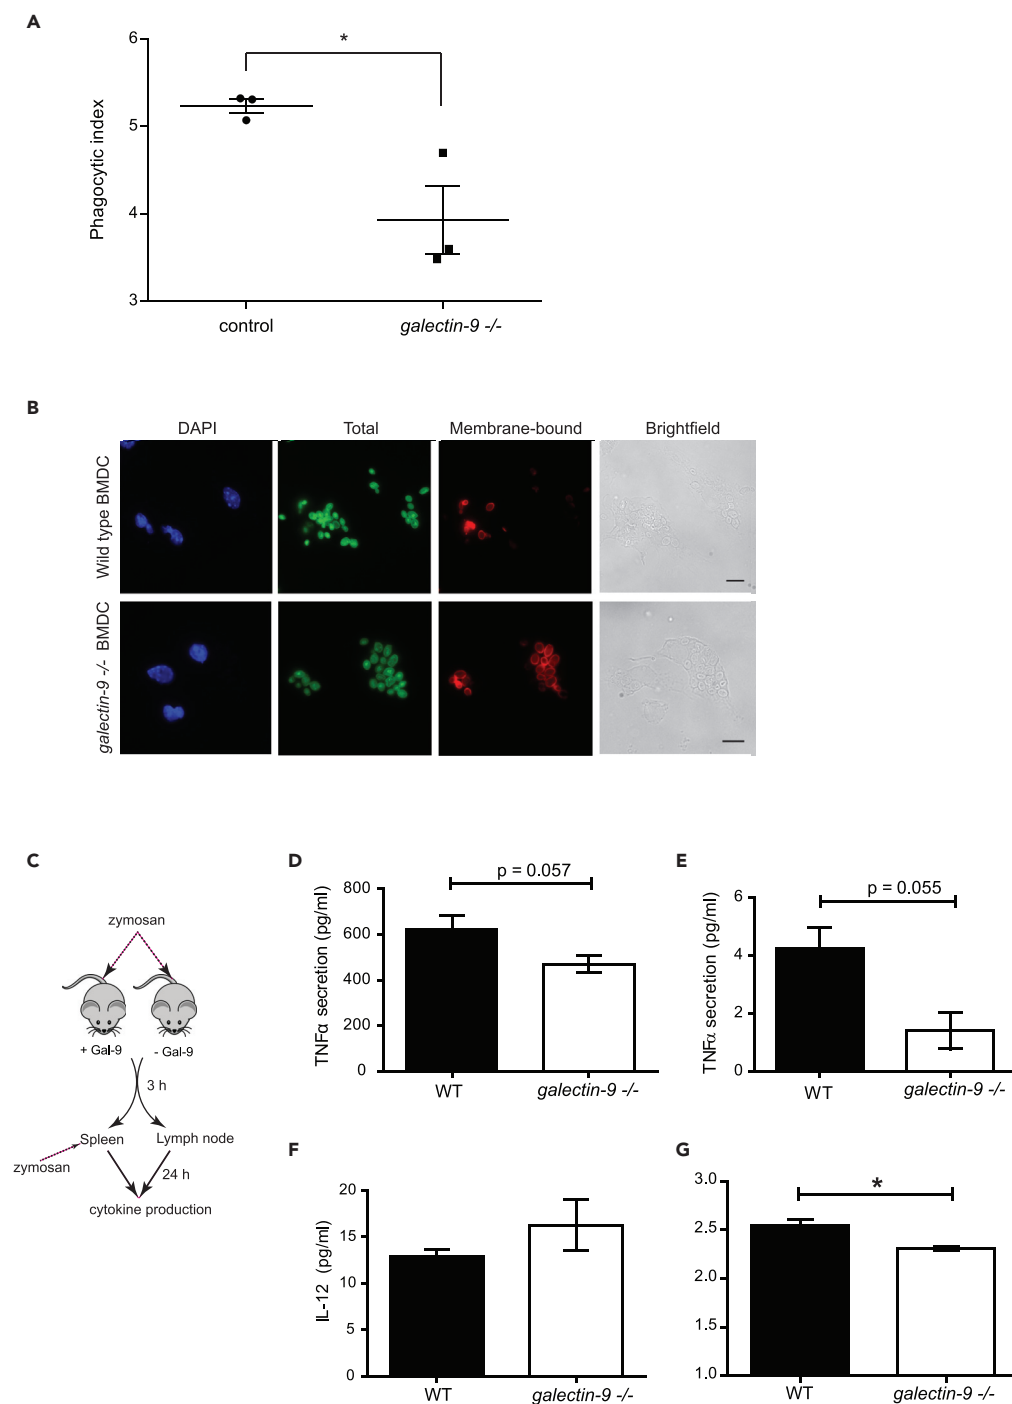 A
6
5
4
3
Phagocytic index
*
control
galectin-9 -/-
B
DAPI
Total
Membrane-bound
Brightfield
Wild type BMDC
galectin-9 -/- BMDC
C
zymosan
+ Gal-9
- Gal-9
3 h
Spleen
Lymph node
zymosan
24 h
cytokine production
D
p = 0.057
800
600
400
200
0
TNFα secretion (pg/ml)
WT
galectin-9 -/-
E
p = 0.055
6
4
2
0
TNFα secretion (pg/ml)
WT
galectin-9 -/-
F
20
15
10
5
0
IL-12 (pg/ml)
WT
galectin-9 -/-
G
*
3.0
2.5
2.0
1.5
1.0
WT
galectin-9 -/-